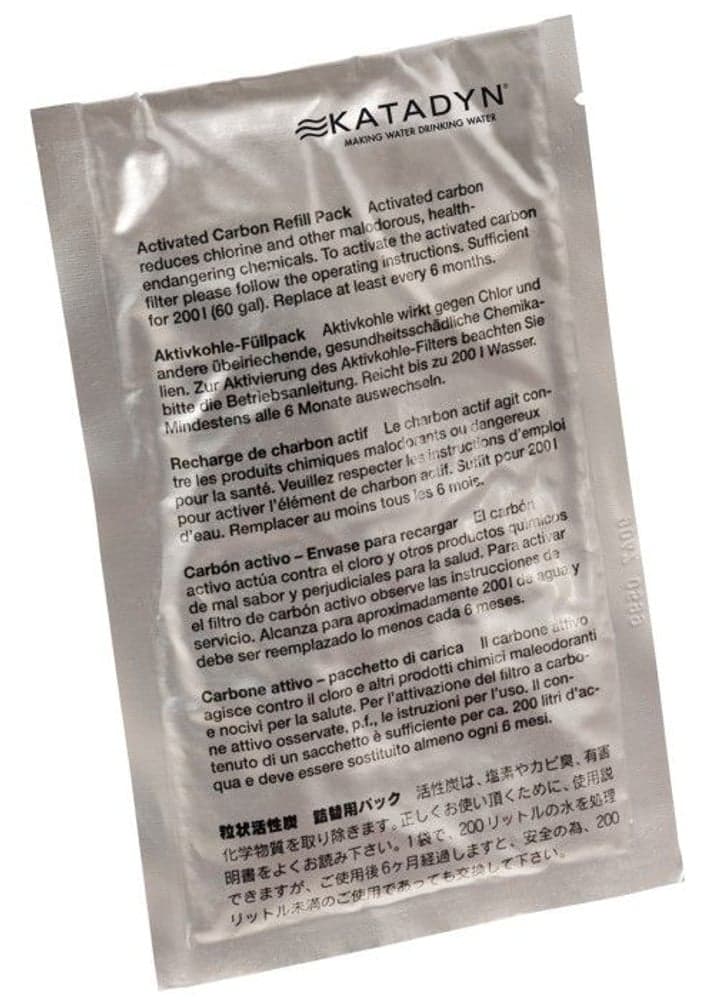 KATADYN®
MAKING WATER DRINKING WATER
Activated Carbon Refill Pack Activated carbon
reduces chlorine and other malodorous, health-
endangering chemicals. To activate the activated carbon
filter please follow the operating instructions. Sufficient
for 200 l (60 gal). Replace at least every 6 months.
Aktivkohle-Füllpack Aktivkohle wirkt gegen Chlor und
andere übelriechende, gesundheitsschädliche Chemika-
lien. Zur Aktivierung des Aktivkohle-Filters beachten Sie
bitte die Betriebsanleitung. Reicht bis zu 200 l Wasser.
Mindestens alle 6 Monate auswechseln.
Recharge de charbon actif Le charbon actif agit con-
tre les produits chimiques malodorants ou dangereux
pour la santé. Veuillez respecter les instructions d'emploi
pour activer l'élément de charbon actif. Suffit pour 200 l
d'eau. Remplacer au moins tous les 6 mois.
Carbón activo – Envase para recargar El carbón
activo actúa contra el cloro y otros productos químicos
de mal sabor y perjudiciales para la salud. Para activar
el filtro de carbón activo observe las instrucciones de
servicio. Alcanza para aproximadamente 200 l de agua y
debe ser reemplazado lo menos cada 6 meses.
Carbone attivo – pacchetto di carica Il carbone attivo
agisce contro il cloro e altri prodotti chimici maleodoranti
e nocivi per la salute. Per l'attivazione del filtro a carbo-
ne attivo osservate, p.f., le istruzioni per l'uso. Il con-
tenuto di un sacchetto è sufficiente per ca. 200 litri d'ac-
qua e deve essere sostituito almeno ogni 6 mesi.
粒状活性炭 詰替用パック 活性炭は、塩素やカビ臭、有害
化学物質を取り除きます。正しくお使い頂くために、使用説
明書をよくお読み下さい。1袋で、200リットルの水を処理
できますが、ご使用後6ヶ月経過しますと、安全の為、200
リットル未満のご使用であっても交換して下さい。